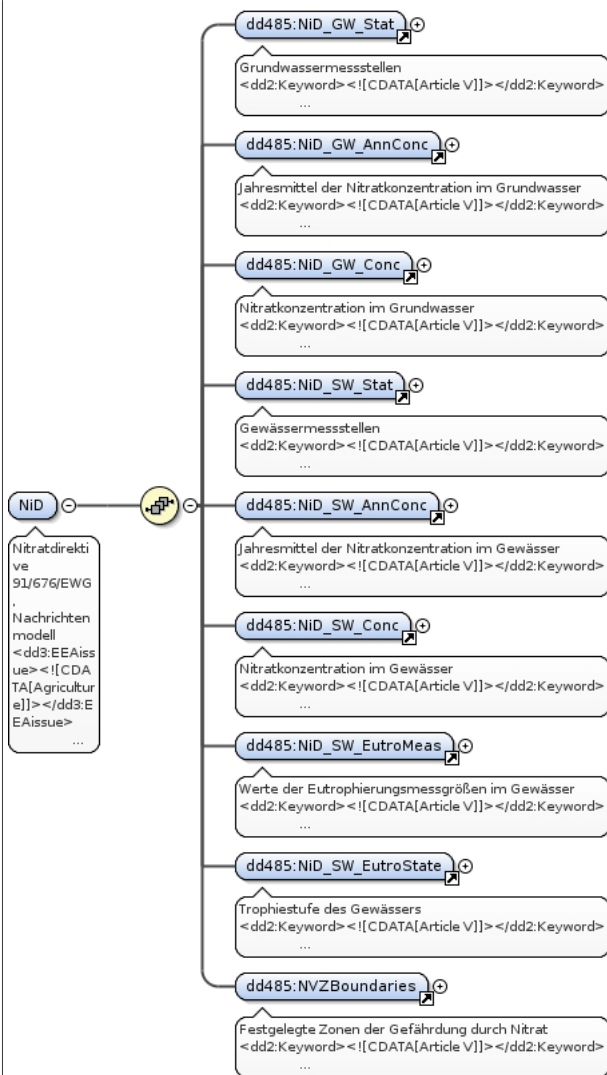 dd485:NiD_GW_Stat
Grundwassermessstellen
<dd2:Keyword><![CDATA[Article V]]></dd2:Keyword>
...
dd485:NiD_GW_AnnConc
Jahresmittel der Nitratkonzentration im Grundwasser
<dd2:Keyword><![CDATA[Article V]]></dd2:Keyword>
...
dd485:NiD_GW_Conc
Nitratkonzentration im Grundwasser
<dd2:Keyword><![CDATA[Article V]]></dd2:Keyword>
...
dd485:NiD_SW_Stat
Gewässermessstellen
<dd2:Keyword><![CDATA[Article V]]></dd2:Keyword>
...
NiD
Nitratdirekti
ve
91/676/EWG
,
Nachrichten
modell
<dd3:EEAiss
ue><![CDA
TA[Agricultur
e]]></dd3:E
EAissue>
...
dd485:NiD_SW_AnnConc
Jahresmittel der Nitratkonzentration im Gewässer
<dd2:Keyword><![CDATA[Article V]]></dd2:Keyword>
...
dd485:NiD_SW_Conc
Nitratkonzentration im Gewässer
<dd2:Keyword><![CDATA[Article V]]></dd2:Keyword>
...
dd485:NiD_SW_EutroMeas
Werte der Eutrophierungsmessgrößen im Gewässer
<dd2:Keyword><![CDATA[Article V]]></dd2:Keyword>
...
dd485:NiD_SW_EutroState
Trophiestufe des Gewässers
<dd2:Keyword><![CDATA[Article V]]></dd2:Keyword>
...
dd485:NVZBoundaries
Festgelegte Zonen der Gefährdung durch Nitrat
<dd2:Keyword><![CDATA[Article V]]></dd2:Keyword>
...